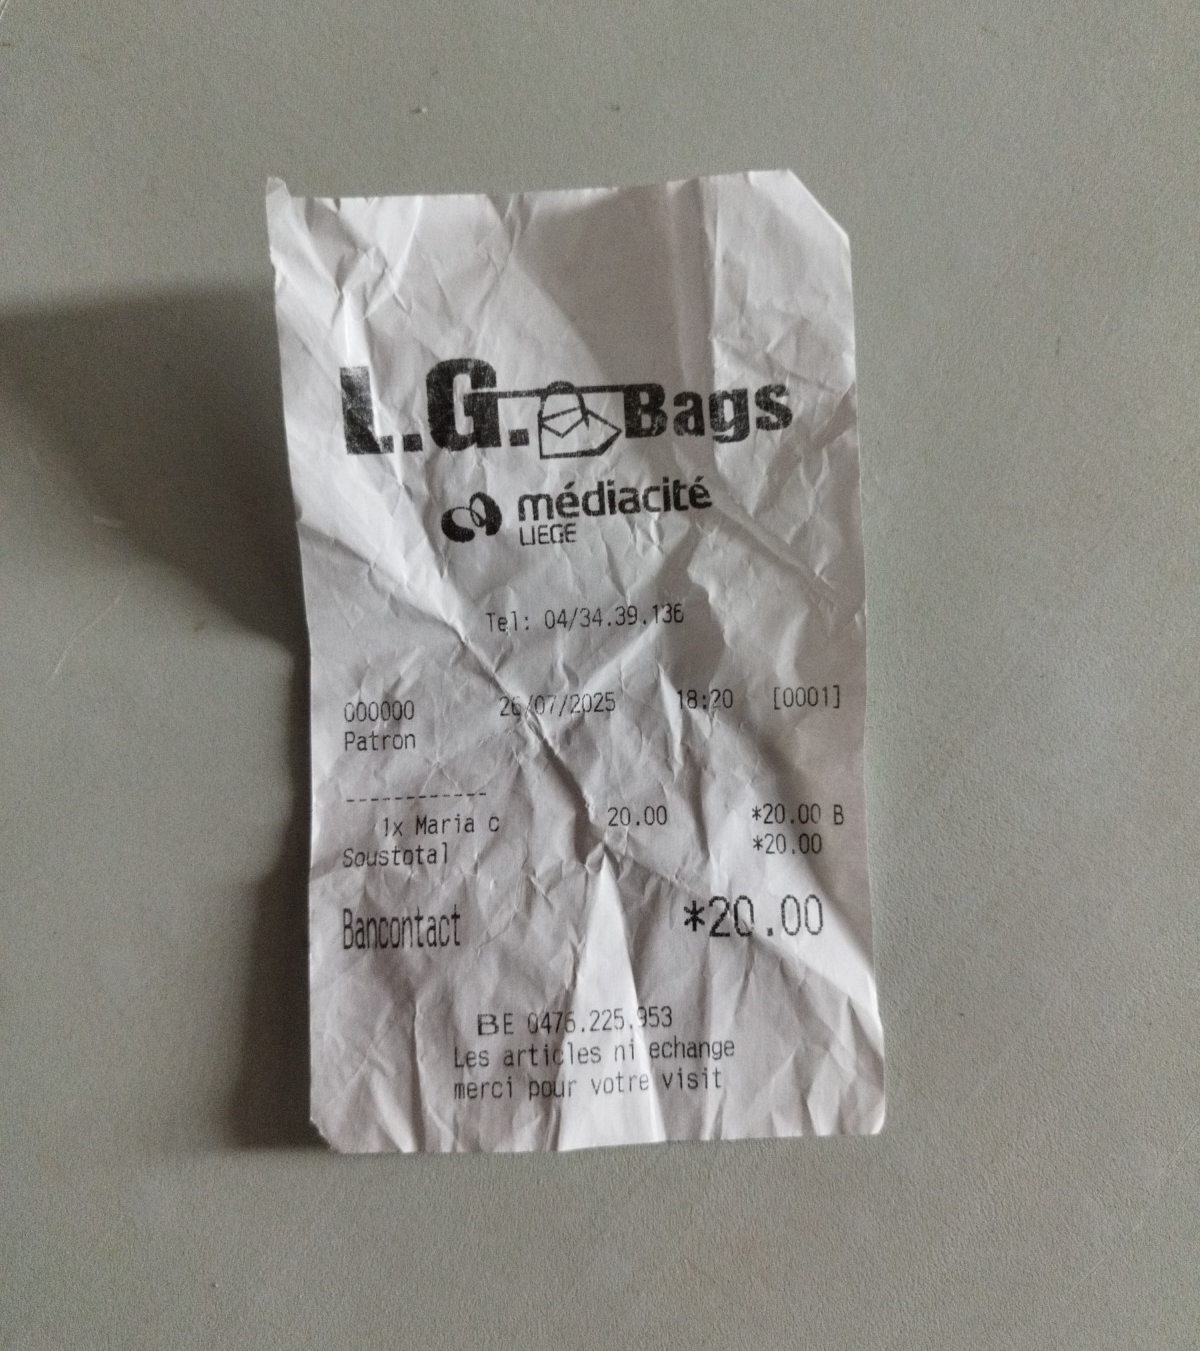 L.G. Bags
médiacité
LIEGE
Tel: 04/34.39.136
000000 26/07/2025 18:20 [0001]
Patron
------------
1x Maria c 20.00 *20.00 B
Soustotal *20.00
Bancontact *20.00
BE 0476.225.953
Les articles ni echange
merci pour votre visit